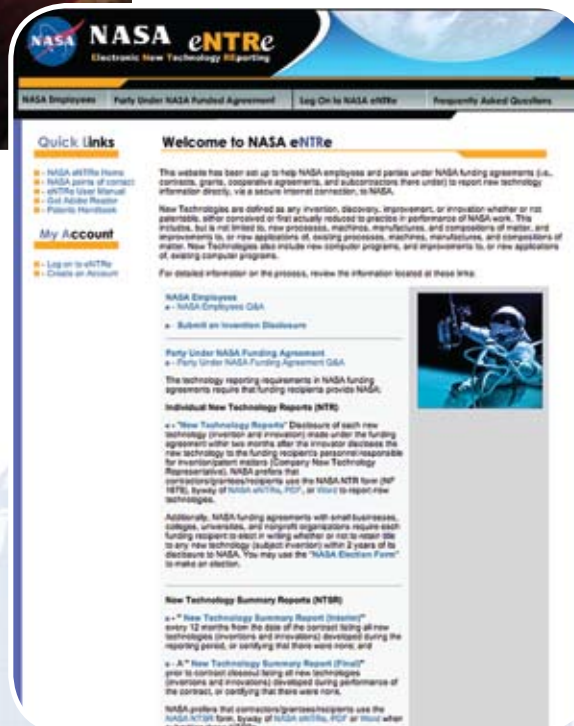 NASA
NASA eNTRe
Electronic New Technology REporting
NASA Employees
Party Under NASA Funded Agreement
Log On to NASA eNTRe
Frequently Asked Questions
Quick Links
- NASA eNTRe Home
- NASA points of contact
- eNTRe User Manual
- Get Adobe Reader
- Patents Handbook
My Account
- Log on to eNTRe
- Create an Account
Welcome to NASA eNTRe
This website has been set up to help NASA employees and parties under NASA funding agreements (i.e.,
contracts, grants, cooperative agreements, and subcontractors there under) to report new technology
information directly, via a secure internet connection, to NASA.
New Technologies are defined as any invention, discovery, improvement, or innovation whether or not
patentable, either conceived or first actually reduced to practice in performance of NASA work. This
includes, but is not limited to, new processes, machines, manufactures, and compositions of matter, and
improvements to, or new applications of, existing processes, machines, manufactures, and compositions of
matter. New Technologies also include new computer programs, and improvements to, or new applications
of, existing computer programs.
For detailed information on the process, review the information located at these links:
NASA Employees
- NASA Employees Q&A
- Submit an Invention Disclosure
Party Under NASA Funding Agreement
- Party Under NASA Funding Agreement Q&A
The technology reporting requirements in NASA funding
agreements require that funding recipients provide NASA:
Individual New Technology Reports (NTR)
- "New Technology Reports" Disclosure of each new
technology (invention and innovation) made under the funding
agreement within two months after the innovator discloses the
new technology to the funding recipient's personnel responsible
for invention/patent matters (Company New Technology
Representative). NASA prefers that
contractors/grantees/recipients use the NASA NTR form (NF
1679), byway of NASA eNTRe, PDF, or Word to report new
technologies.
Additionally, NASA funding agreements with small businesses,
colleges, universities, and nonprofit organizations require each
funding recipient to elect in writing whether or not to retain title
to any new technology (subject invention) within 2 years of its
disclosure to NASA. You may use the "NASA Election Form"
to make an election.
New Technology Summary Reports (NTSR)
- " New Technology Summary Report (Interim)"
every 12 months from the date of the contract listing all new
technologies (inventions and innovations) developed during the
reporting period, or certifying that there were none; and
- A " New Technology Summary Report (Final)"
prior to contract closeout listing all new technologies
(inventions and innovations) developed during performance of
the contract, or certifying that there were none.
NASA prefers that contractors/grantees/recipients use the
NASA NTSR form, byway of NASA eNTRe, PDF or Word when